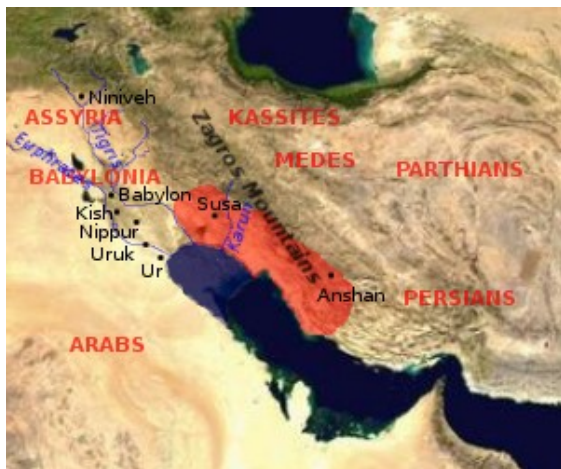 Niniveh
ASSYRIA
Tigris
Euphrates
BABYLONIA
Babylon
Kish
Nippur
Uruk
Ur
ARABS
Zagros Mountains
KASSITES
MEDES
PARTHIANS
Susa
Karun
Anshan
PERSIANS